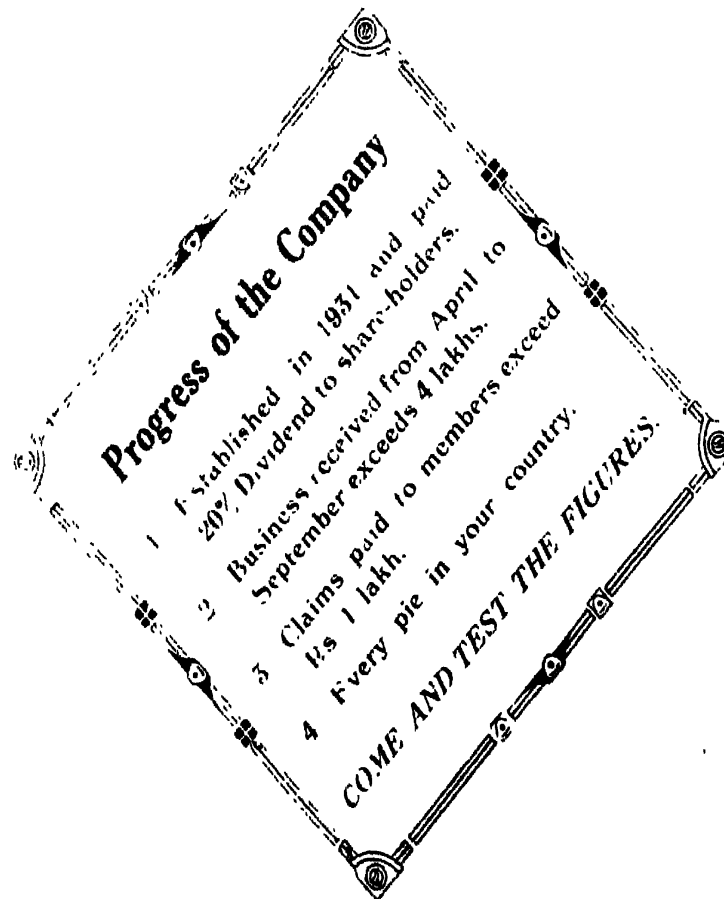 Progress of the Company
1 Established in 1931 and paid
20% Dividend to share-holders.
2 Business received from April to
September exceeds 4 lakhs.
3 Claims paid to members exceed
Rs 1 lakh.
4 Every pie in your country.
COME AND TEST THE FIGURES.